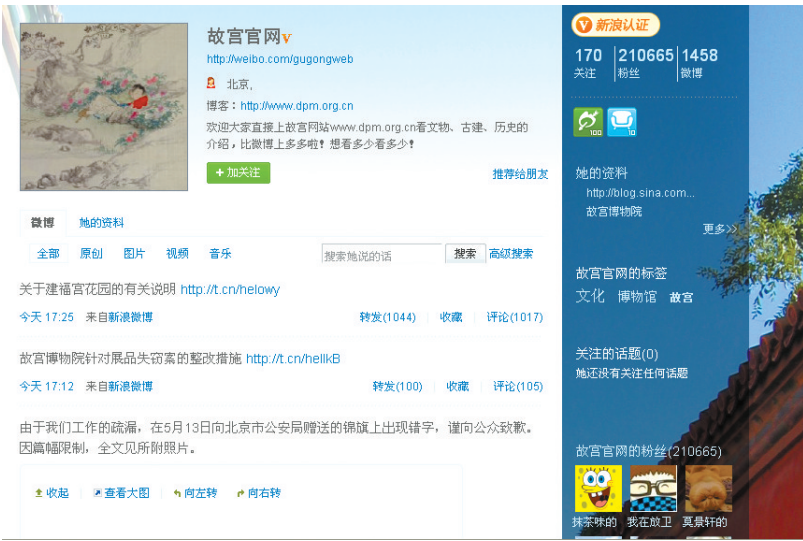 故宫官网V
http://weibo.com/gugongweb
北京,
博客：http://www.dpm.org.cn
欢迎大家直接上故宫网站www.dpm.org.cn看文物、古建、历史的
介绍，比微博上多多啦！想看多少看多少！
+ 加关注
推荐给朋友
微博 她的资料
全部 原创 图片 视频 音乐
搜索她说的话 搜索 高级搜索
关于建福宫花园的有关说明 http://t.cn/helowy
今天 17:25 来自新浪微博 转发(1044) 收藏 评论(1017)
故宫博物院针对展品失窃案的整改措施 http://t.cn/hellkB
今天 17:12 来自新浪微博 转发(100) 收藏 评论(105)
由于我们工作的疏漏，在5月13日向北京市公安局赠送的锦旗上出现错字，谨向公众致歉。
因篇幅限制，全文见所附照片。
收起 查看大图 向左转 向右转
V 新浪认证
170 210665 1458
关注 粉丝 微博
100 0
她的资料
http://blog.sina.com...
故宫博物院
更多>>
故宫官网的标签
文化 博物馆 故宫
关注的话题(0)
她还没有关注任何话题
故宫官网的粉丝(210665)
抹茶味的 我在放卫 莫景轩的